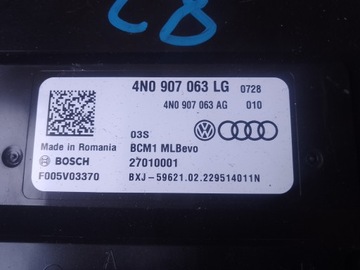 C8
4N0 907 063 LG 0728
4N0 907 063 AG 010
03S
Made in Romania BCM1 MLBevo
BOSCH 27010001
F005V03370 BXJ-59621.02.229514011N